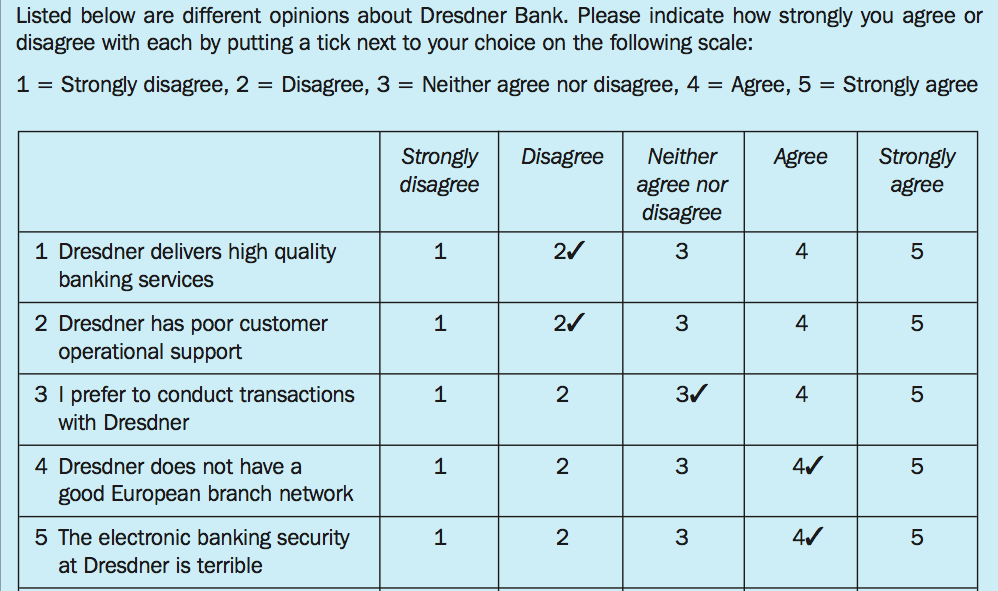 Listed below are different opinions about Dresdner Bank. Please indicate how strongly you agree or
disagree with each by putting a tick next to your choice on the following scale:
1 = Strongly disagree, 2 = Disagree, 3 = Neither agree nor disagree, 4 = Agree, 5 = Strongly agree
Strongly disagree
Disagree
Neither agree nor disagree
Agree
Strongly agree
1 Dresdner delivers high quality
banking services
1 2✓ 3 4 5
2 Dresdner has poor customer
operational support
1 2✓ 3 4 5
3 I prefer to conduct transactions
with Dresdner
1 2 3✓ 4 5
4 Dresdner does not have a
good European branch network
1 2 3 4✓ 5
5 The electronic banking security
at Dresdner is terrible
1 2 3 4✓ 5